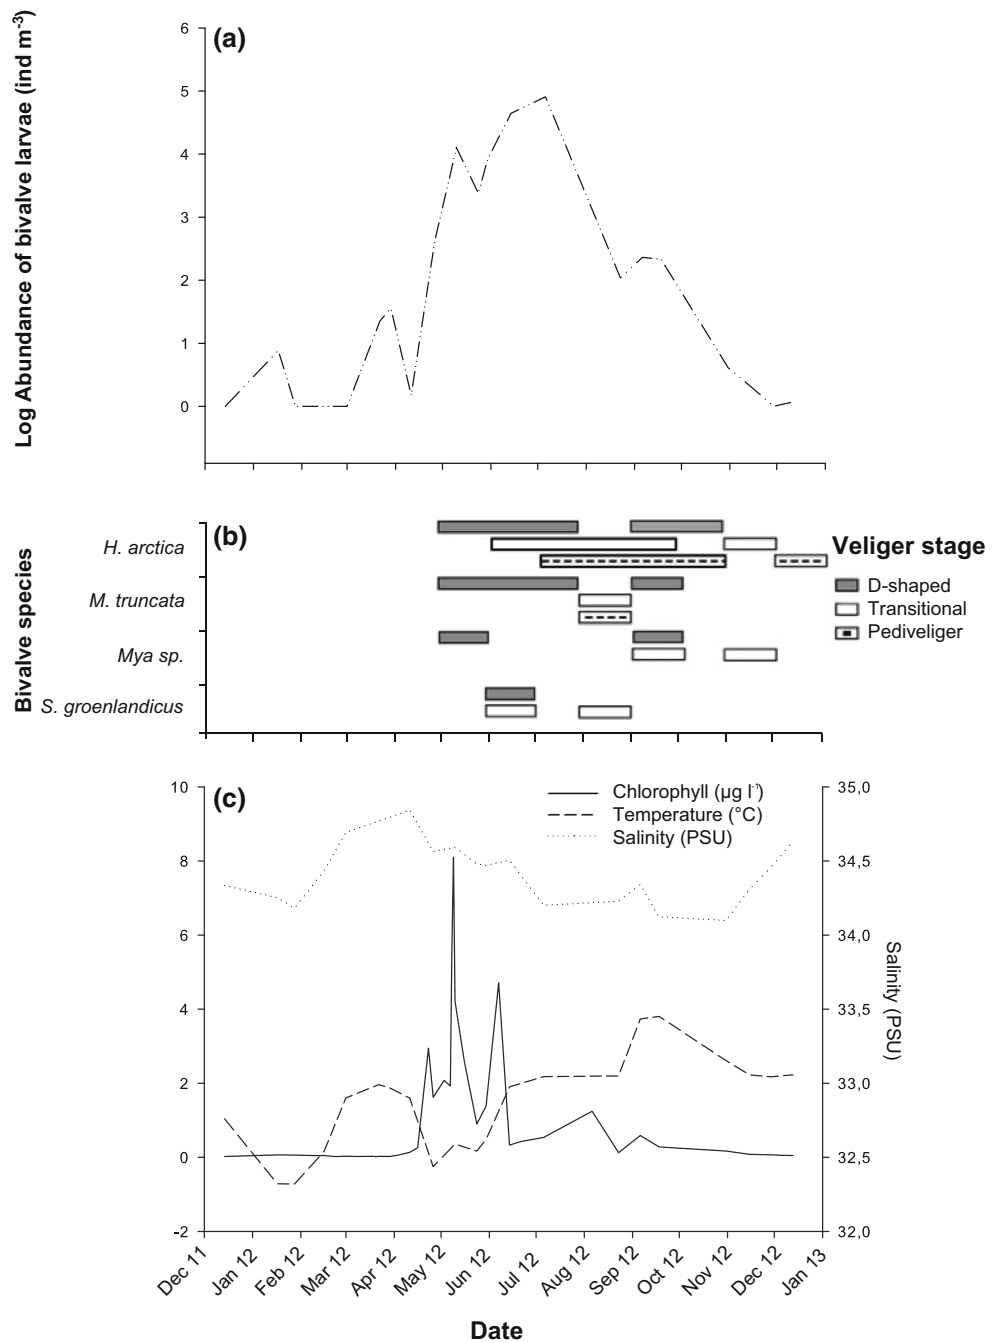 (a)
Log Abundance of bivalve larvae (ind m⁻³)
6
5
4
3
2
1
0
(b)
Bivalve species
H. arctica
M. truncata
Mya sp.
S. groenlandicus
Veliger stage
D-shaped
Transitional
Pediveliger
(c)
Chlorophyll (µg l⁻¹)
Temperature (°C)
Salinity (PSU)
10
8
6
4
2
0
-2
35,0
34,5
34,0
33,5
33,0
32,5
32,0
Salinity (PSU)
Dec 11
Jan 12
Feb 12
Mar 12
Apr 12
May 12
Jun 12
Jul 12
Aug 12
Sep 12
Oct 12
Nov 12
Dec 12
Jan 13
Date